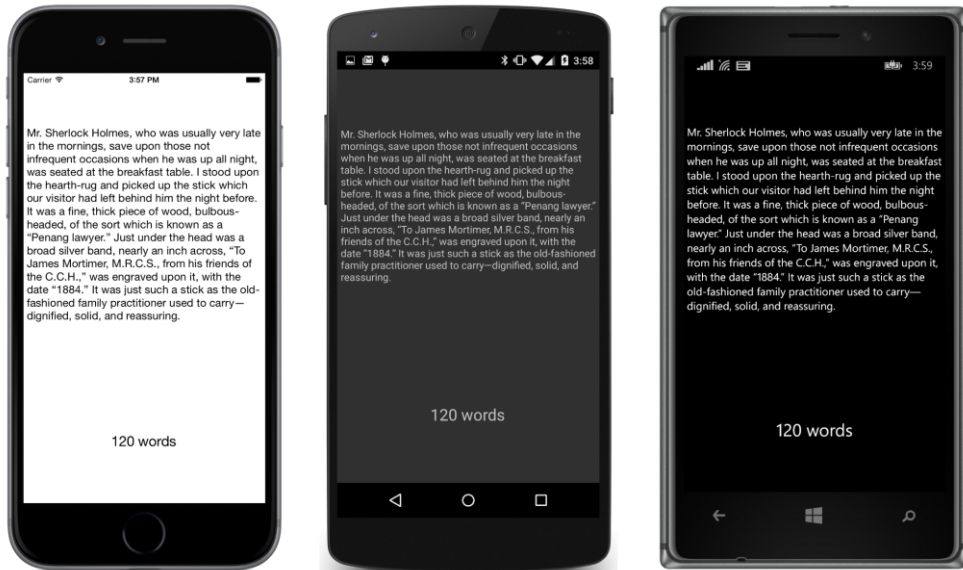 Carrier
3:57 PM
Mr. Sherlock Holmes, who was usually very late
in the mornings, save upon those not
infrequent occasions when he was up all night,
was seated at the breakfast table. I stood upon
the hearth-rug and picked up the stick which
our visitor had left behind him the night before.
It was a fine, thick piece of wood, bulbous-
headed, of the sort which is known as a
“Penang lawyer.” Just under the head was a
broad silver band, nearly an inch across, “To
James Mortimer, M.R.C.S., from his friends of
the C.C.H.,” was engraved upon it, with the
date “1884.” It was just such a stick as the old-
fashioned family practitioner used to carry—
dignified, solid, and reassuring.
120 words
3:58
Mr. Sherlock Holmes, who was usually very late in the
mornings, save upon those not infrequent occasions
when he was up all night, was seated at the breakfast
table. I stood upon the hearth-rug and picked up the
stick which our visitor had left behind him the night
before. It was a fine, thick piece of wood, bulbous-
headed, of the sort which is known as a “Penang lawyer.”
Just under the head was a broad silver band, nearly an
inch across, “To James Mortimer, M.R.C.S., from his
friends of the C.C.H.,” was engraved upon it, with the
date “1884.” It was just such a stick as the old-fashioned
family practitioner used to carry—dignified, solid, and
reassuring.
120 words
3:59
Mr. Sherlock Holmes, who was usually very late in the
mornings, save upon those not infrequent occasions
when he was up all night, was seated at the breakfast
table. I stood upon the hearth-rug and picked up the
stick which our visitor had left behind him the night
before. It was a fine, thick piece of wood, bulbous-
headed, of the sort which is known as a “Penang
lawyer.” Just under the head was a broad silver band,
nearly an inch across, “To James Mortimer, M.R.C.S.,
from his friends of the C.C.H.,” was engraved upon it,
with the date “1884.” It was just such a stick as the
old-fashioned family practitioner used to carry—
dignified, solid, and reassuring.
120 words